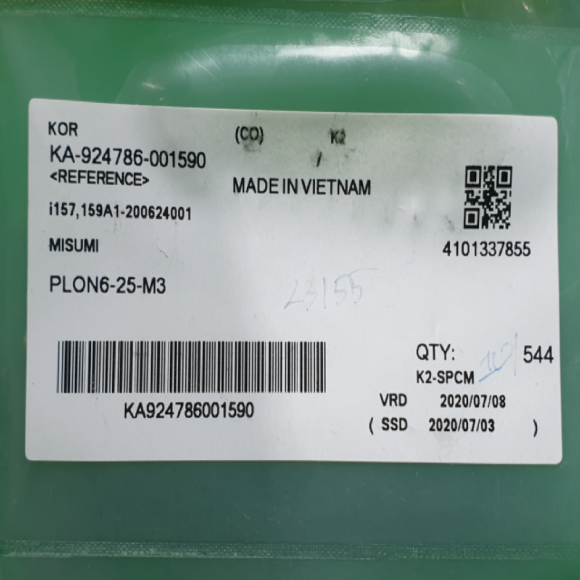 KOR (CO) K2
KA-924786-001590 /
<REFERENCE> MADE IN VIETNAM
i157,159A1-200624001
MISUMI 4101337855
PLON6-25-M3
23155
QTY: / 544
K2-SPCM
VRD 2020/07/08
KA924786001590 ( SSD 2020/07/03 )